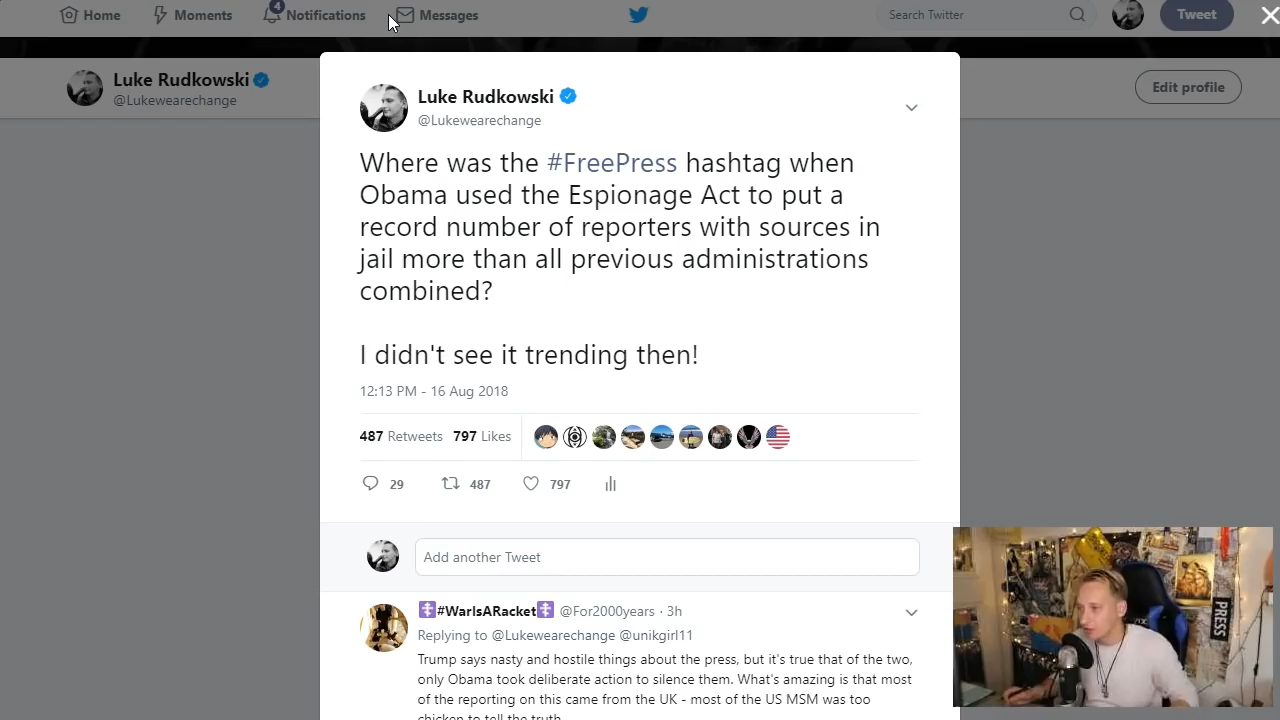 Home
Moments
4
Notifications
Messages
Search Twitter
Tweet
Luke Rudkowski
@Lukewearechange
Edit profile
Luke Rudkowski
@Lukewearechange
Where was the #FreePress hashtag when
Obama used the Espionage Act to put a
record number of reporters with sources in
jail more than all previous administrations
combined?
I didn't see it trending then!
12:13 PM - 16 Aug 2018
487 Retweets 797 Likes
29 487 797
Add another Tweet
#WarIsARacket @For2000years · 3h
Replying to @Lukewearechange @unikgirl11
Trump says nasty and hostile things about the press, but it's true that of the two,
only Obama took deliberate action to silence them. What's amazing is that most
of the reporting on this came from the UK - most of the US MSM was too
chicken to tell the truth
PRESS